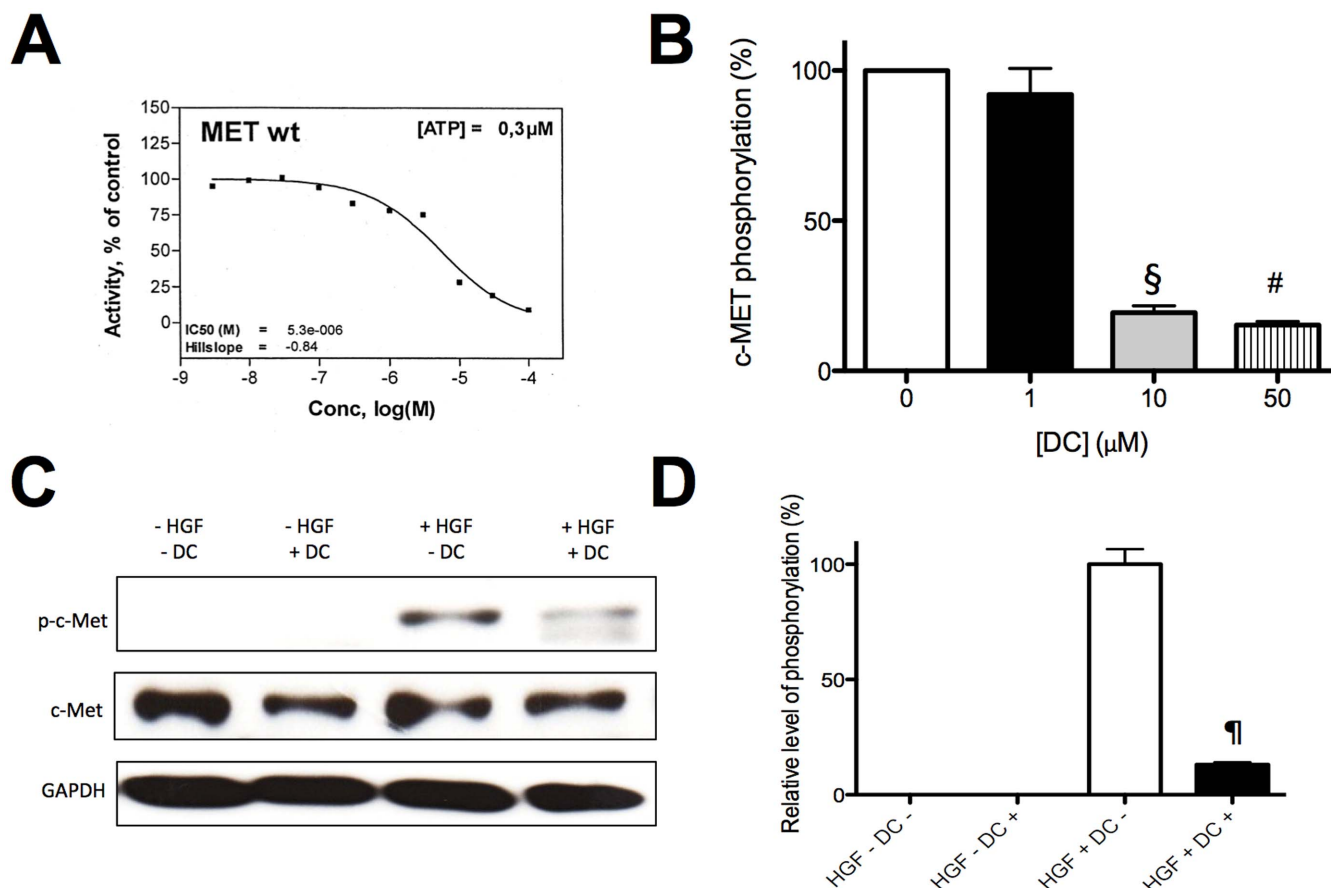 A
150
125
100
75
50
25
0
Activity, % of control
MET wt
[ATP] = 0,3µM
IC50 (M) = 5.3e-006
Hillslope = -0.84
-9 -8 -7 -6 -5 -4
Conc, log(M)
B
c-MET phosphorylation (%)
100
50
0
§
#
0 1 10 50
[DC] (µM)
C
- HGF - HGF + HGF + HGF
- DC + DC - DC + DC
p-c-Met
c-Met
GAPDH
D
Relative level of phosphorylation (%)
100
50
0
¶
HGF - DC -
HGF - DC +
HGF + DC -
HGF + DC +